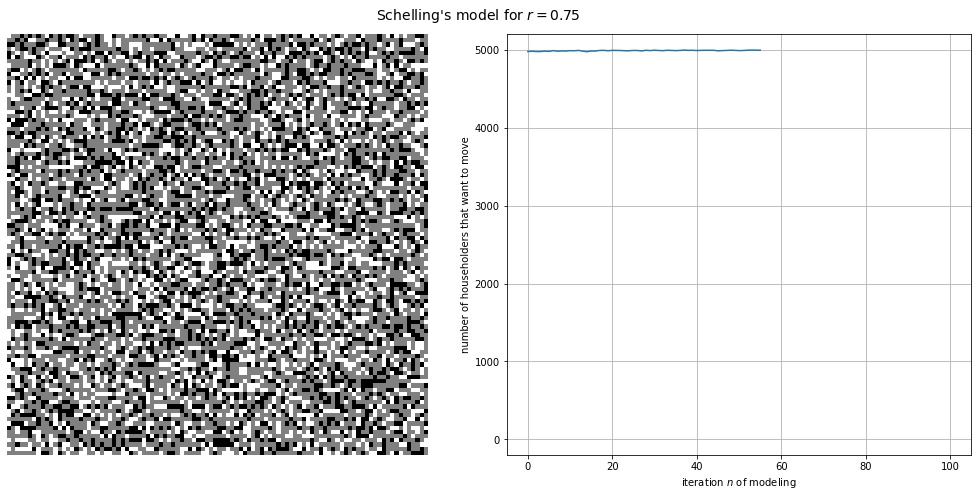 Schelling's model for r = 0.75
number of householders that want to move
5000
4000
3000
2000
1000
0
0 20 40 60 80 100
iteration n of modeling